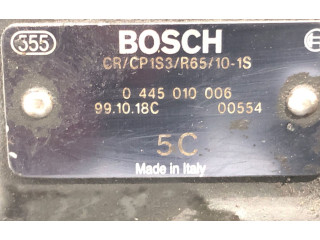 355 BOSCH
CR/CP1S3/R65/10-1S
0 445 010 006
99.10.18C 00554
5C
Made in Italy